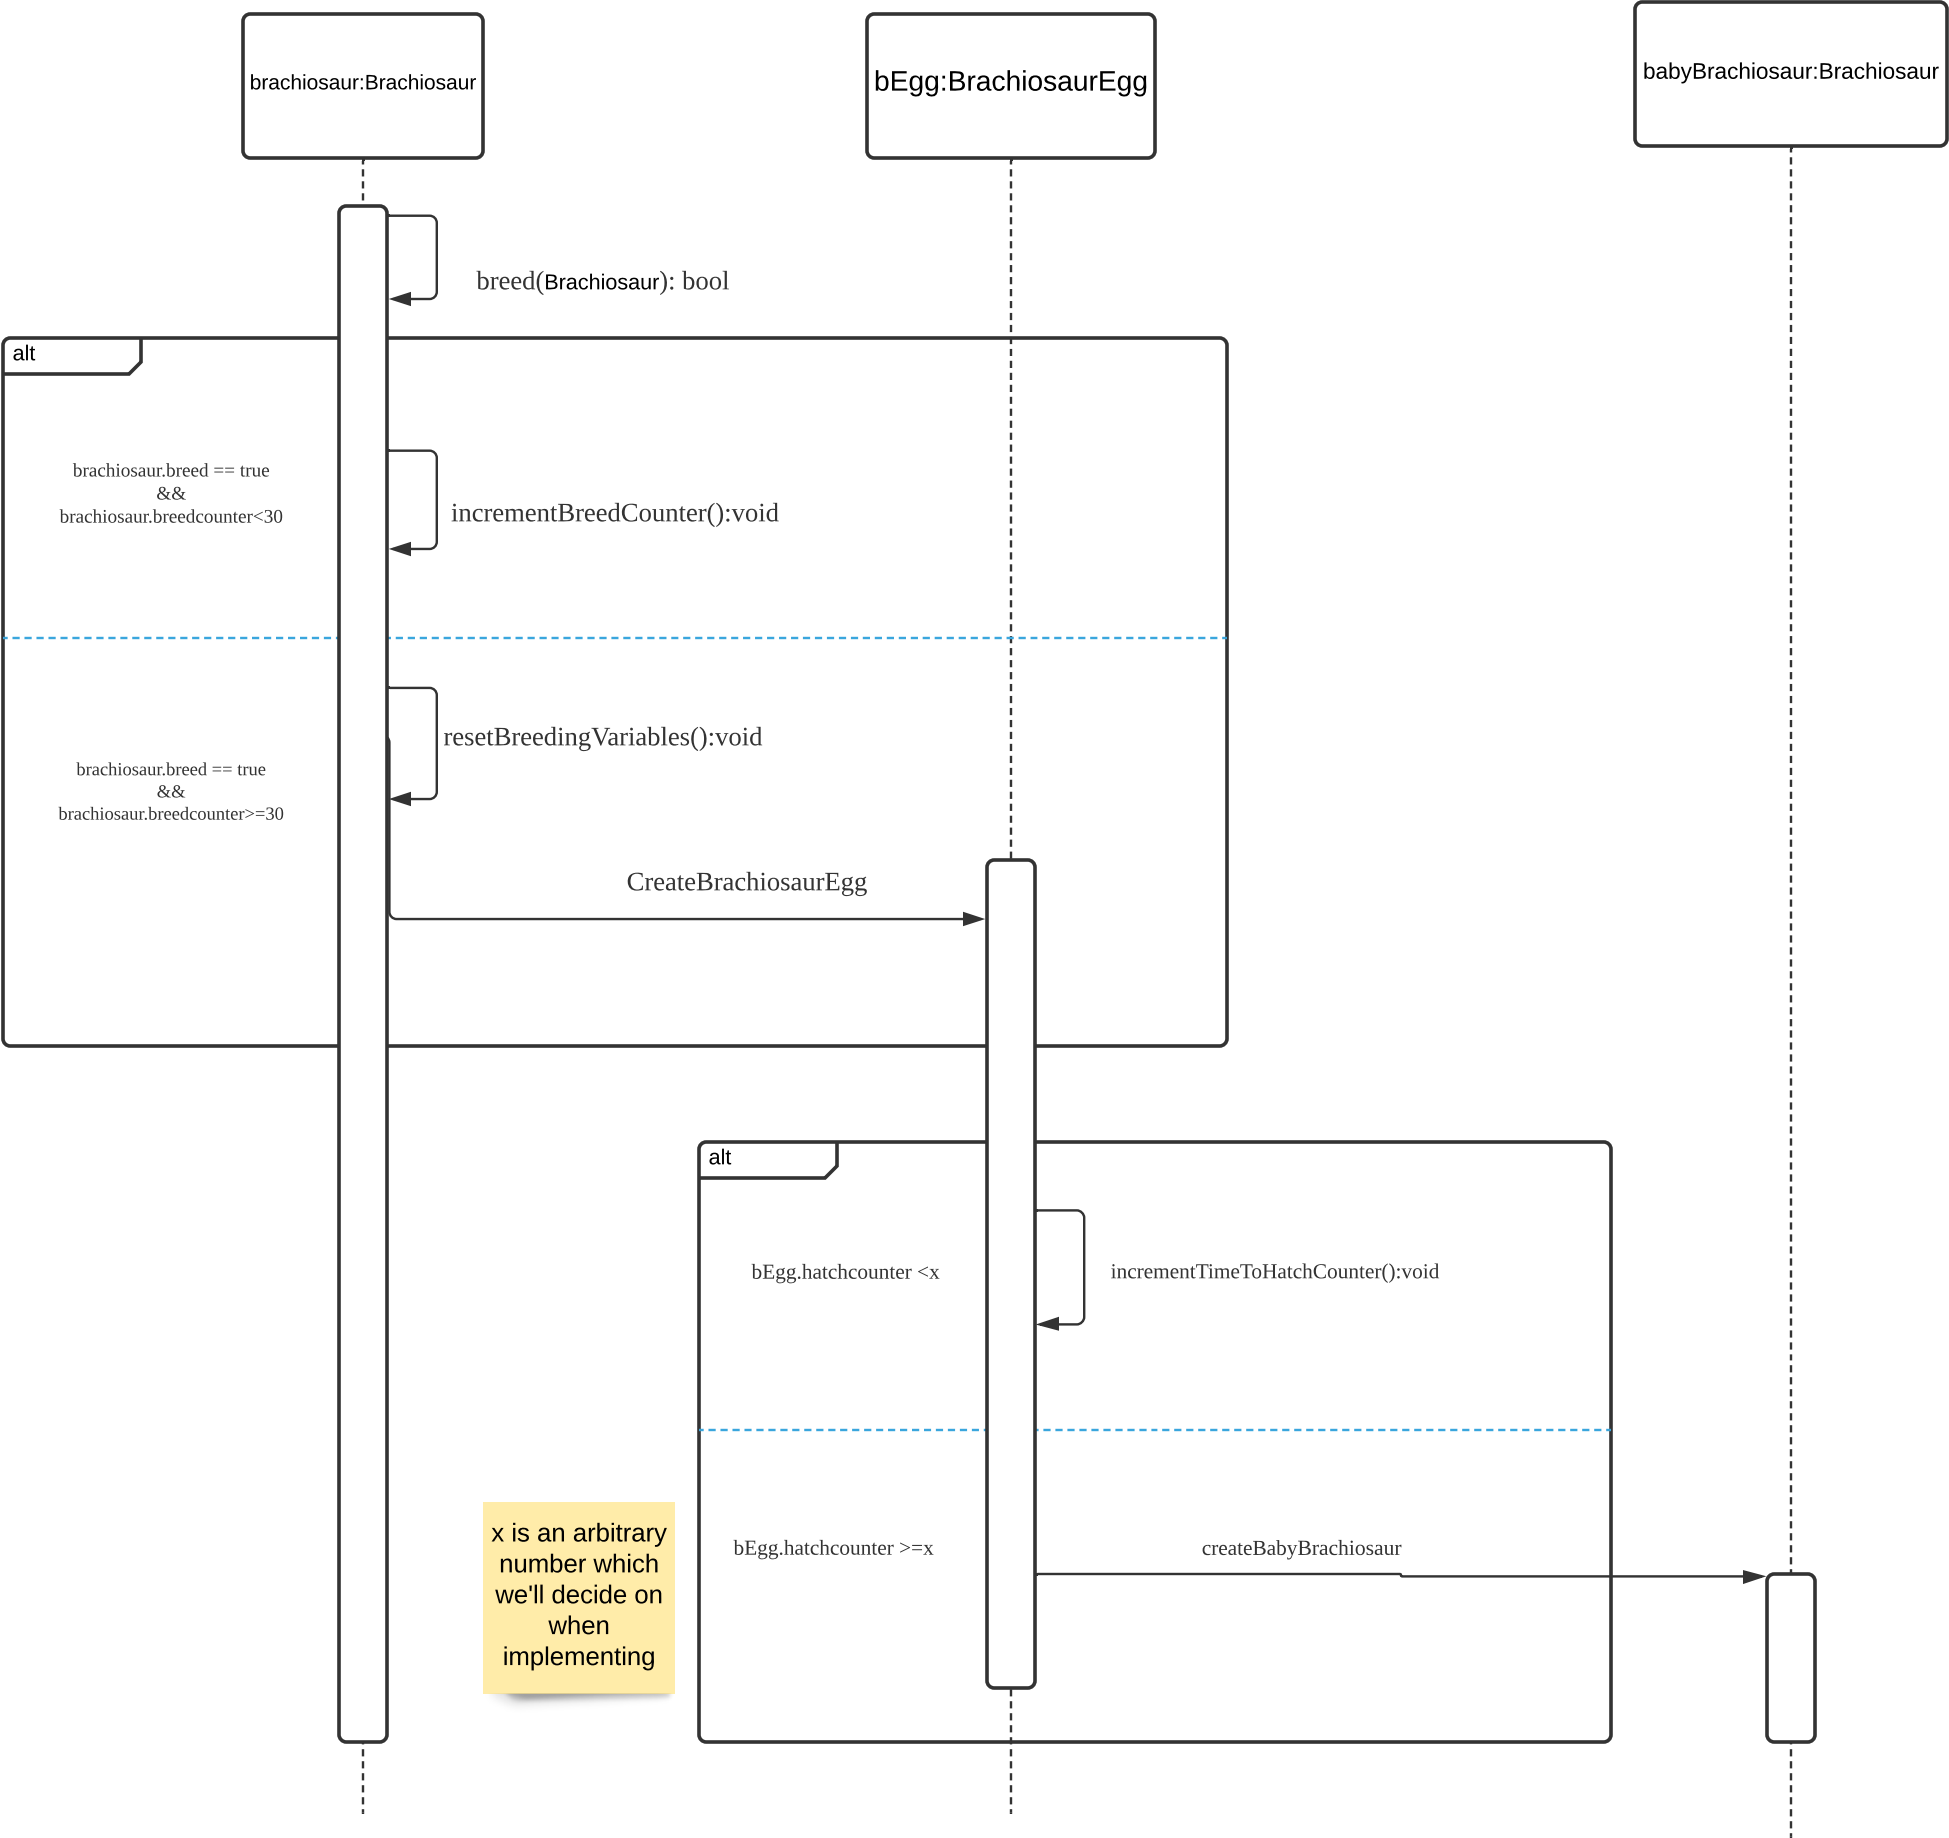 brachiosaur:Brachiosaur
bEgg:BrachiosaurEgg
babyBrachiosaur:Brachiosaur
breed(Brachiosaur): bool
alt
brachiosaur.breed == true
&&
brachiosaur.breedcounter<30
incrementBreedCounter():void
resetBreedingVariables():void
brachiosaur.breed == true
&&
brachiosaur.breedcounter>=30
CreateBrachiosaurEgg
alt
bEgg.hatchcounter <x
incrementTimeToHatchCounter():void
x is an arbitrary
number which
we'll decide on
when
implementing
bEgg.hatchcounter >=x
createBabyBrachiosaur